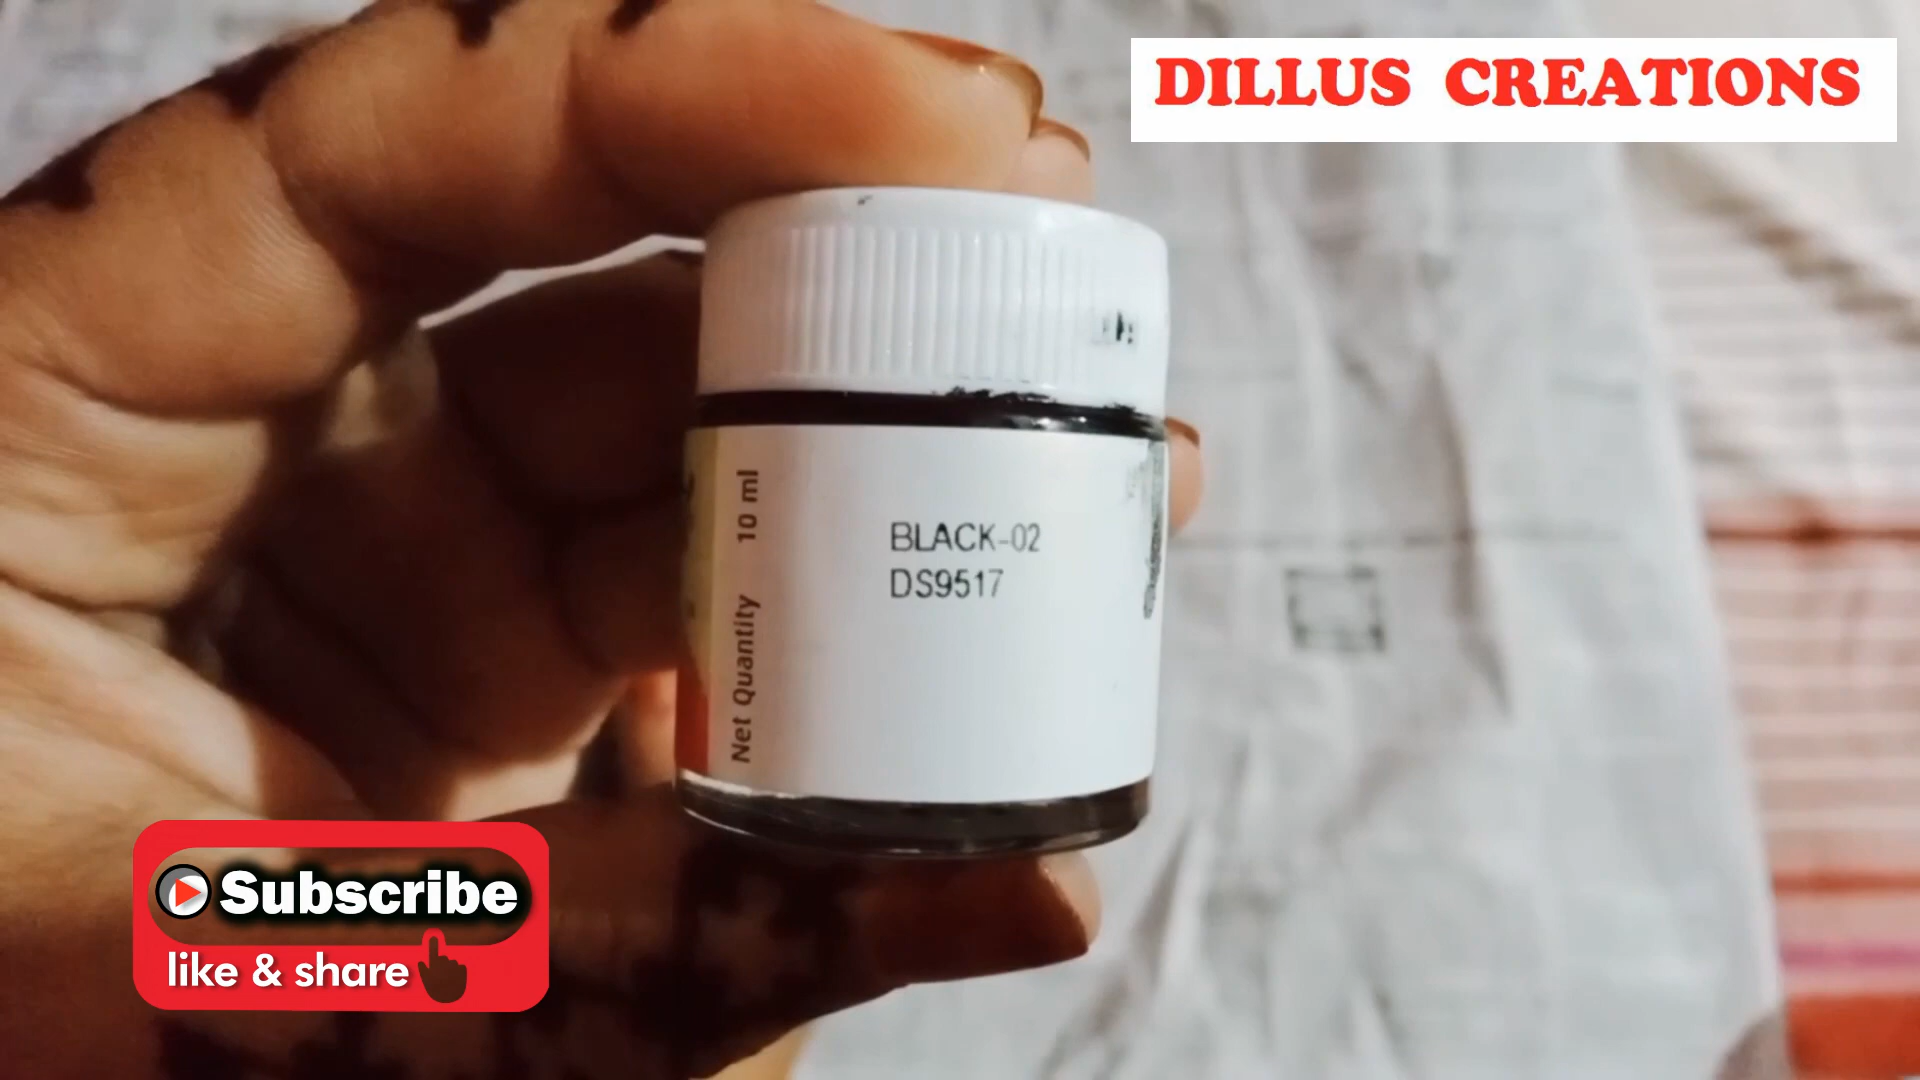 DILLUS CREATIONS
BLACK-02
DS9517
Net Quantity 10 ml
Subscribe
like & share